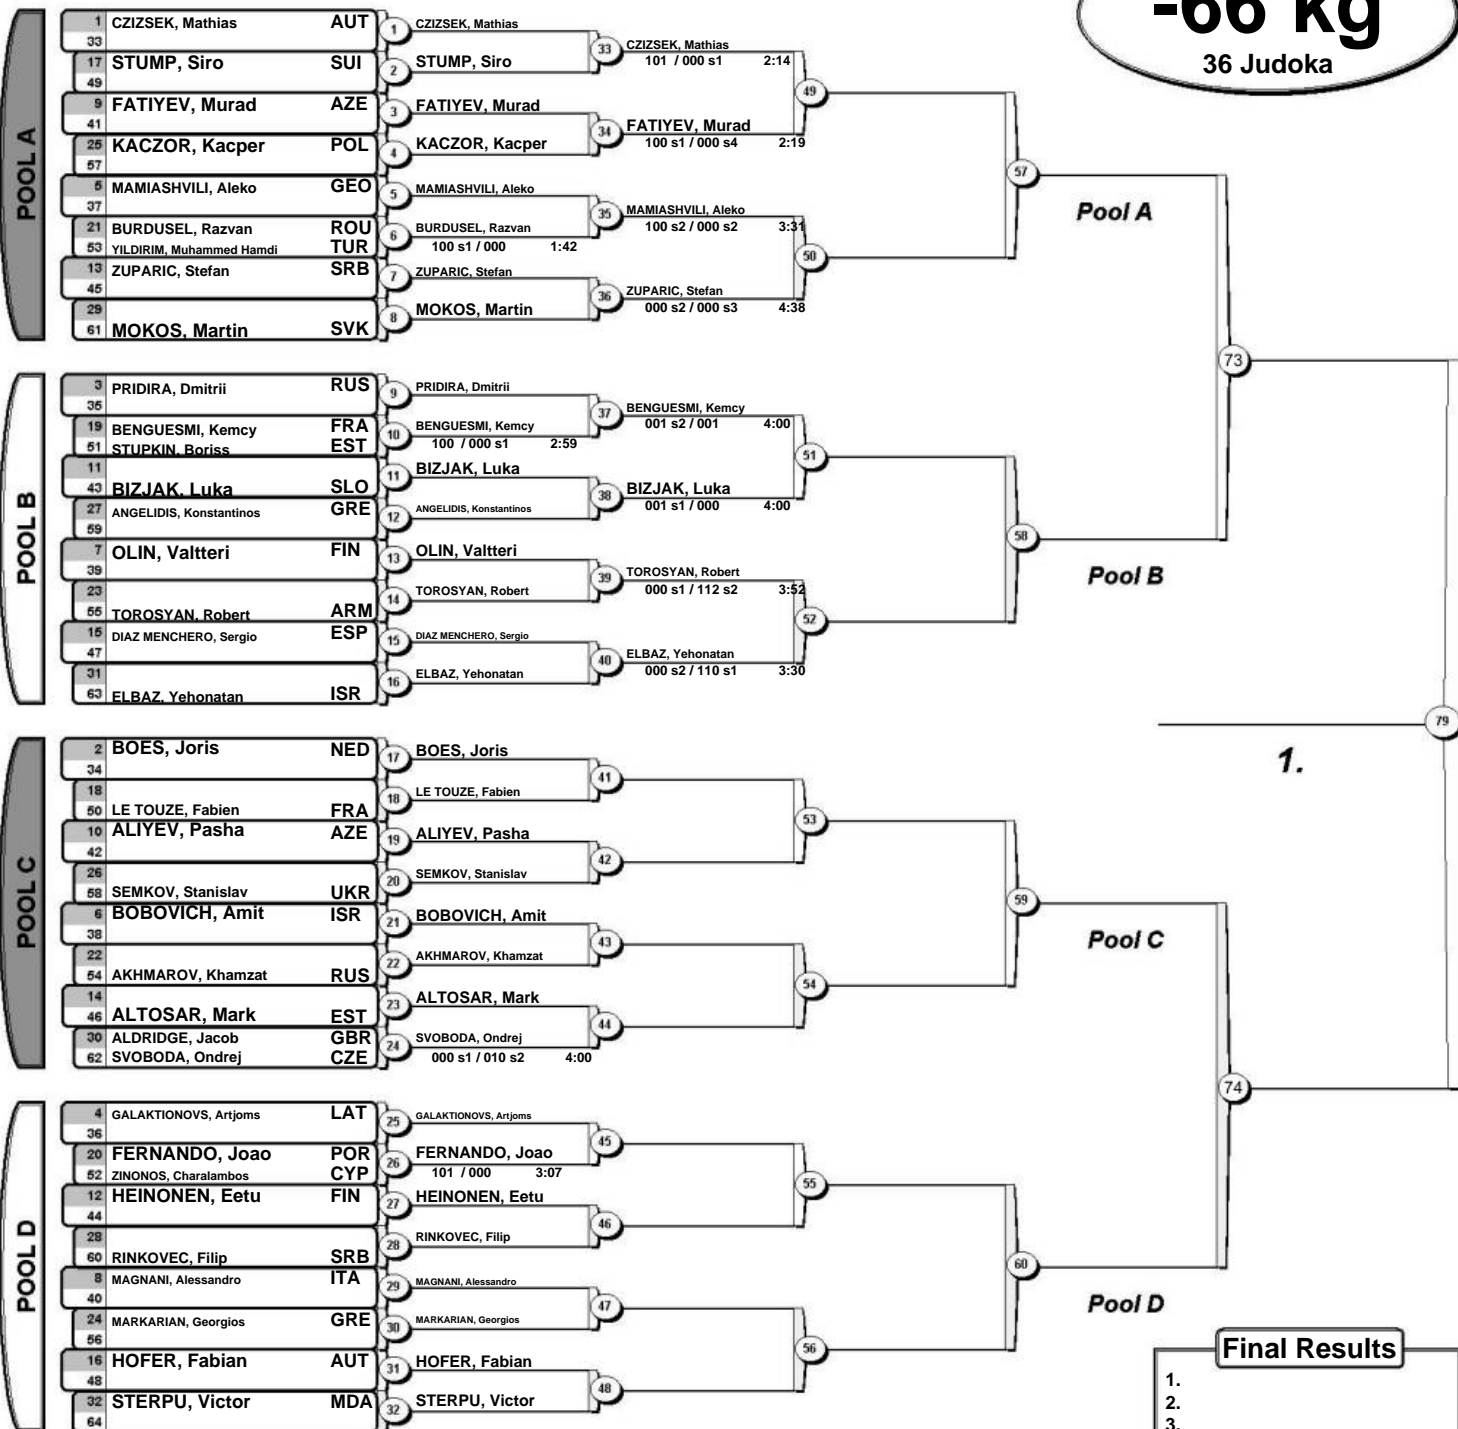 -66 kg
36 Judoka
POOL A
1 CZIZSEK, Mathias AUT
33
17 STUMP, Siro SUI
49
9 FATIYEV, Murad AZE
41
25 KACZOR, Kacper POL
57
5 MAMIASHVILI, Aleko GEO
37
21 BURDUSEL, Razvan ROU
53 YILDIRIM, Muhammed Hamdi TUR
13 ZUPARIC, Stefan SRB
45
29
61 MOKOS, Martin SVK
1 CZIZSEK, Mathias
2 STUMP, Siro
3 FATIYEV, Murad
4 KACZOR, Kacper
5 MAMIASHVILI, Aleko
6 BURDUSEL, Razvan
100 s1 / 000 1:42
7 ZUPARIC, Stefan
8 MOKOS, Martin
33 CZIZSEK, Mathias
101 / 000 s1 2:14
34 FATIYEV, Murad
100 s1 / 000 s4 2:19
35 MAMIASHVILI, Aleko
100 s2 / 000 s2 3:31
36 ZUPARIC, Stefan
000 s2 / 000 s3 4:38
49
50
57
Pool A
POOL B
3 PRIDIRA, Dmitrii RUS
35
19 BENGUESMI, Kemcy FRA
51 STUPKIN, Boriss EST
11
43 BIZJAK, Luka SLO
27 ANGELIDIS, Konstantinos GRE
59
7 OLIN, Valtteri FIN
39
23
55 TOROSYAN, Robert ARM
15 DIAZ MENCHERO, Sergio ESP
47
31
63 ELBAZ, Yehonatan ISR
9 PRIDIRA, Dmitrii
10 BENGUESMI, Kemcy
100 / 000 s1 2:59
11 BIZJAK, Luka
12 ANGELIDIS, Konstantinos
13 OLIN, Valtteri
14 TOROSYAN, Robert
15 DIAZ MENCHERO, Sergio
16 ELBAZ, Yehonatan
37 BENGUESMI, Kemcy
001 s2 / 001 4:00
38 BIZJAK, Luka
001 s1 / 000 4:00
39 TOROSYAN, Robert
000 s1 / 112 s2 3:52
40 ELBAZ, Yehonatan
000 s2 / 110 s1 3:30
51
52
58
Pool B
73
79
1.
POOL C
2 BOES, Joris NED
34
18
50 LE TOUZE, Fabien FRA
10 ALIYEV, Pasha AZE
42
26
58 SEMKOV, Stanislav UKR
6 BOBOVICH, Amit ISR
38
22
54 AKHMAROV, Khamzat RUS
14
46 ALTOSAR, Mark EST
30 ALDRIDGE, Jacob GBR
62 SVOBODA, Ondrej CZE
17 BOES, Joris
18 LE TOUZE, Fabien
19 ALIYEV, Pasha
20 SEMKOV, Stanislav
21 BOBOVICH, Amit
22 AKHMAROV, Khamzat
23 ALTOSAR, Mark
24 SVOBODA, Ondrej
000 s1 / 010 s2 4:00
41
42
43
44
53
54
59
Pool C
74
POOL D
4 GALAKTIONOVS, Artjoms LAT
36
20 FERNANDO, Joao POR
52 ZINONOS, Charalambos CYP
12 HEINONEN, Eetu FIN
44
28
60 RINKOVEC, Filip SRB
8 MAGNANI, Alessandro ITA
40
24 MARKARIAN, Georgios GRE
56
16 HOFER, Fabian AUT
48
32 STERPU, Victor MDA
64
25 GALAKTIONOVS, Artjoms
26 FERNANDO, Joao
101 / 000 3:07
27 HEINONEN, Eetu
28 RINKOVEC, Filip
29 MAGNANI, Alessandro
30 MARKARIAN, Georgios
31 HOFER, Fabian
32 STERPU, Victor
45
46
47
48
55
56
60
Pool D
Final Results
1.
2.
3.